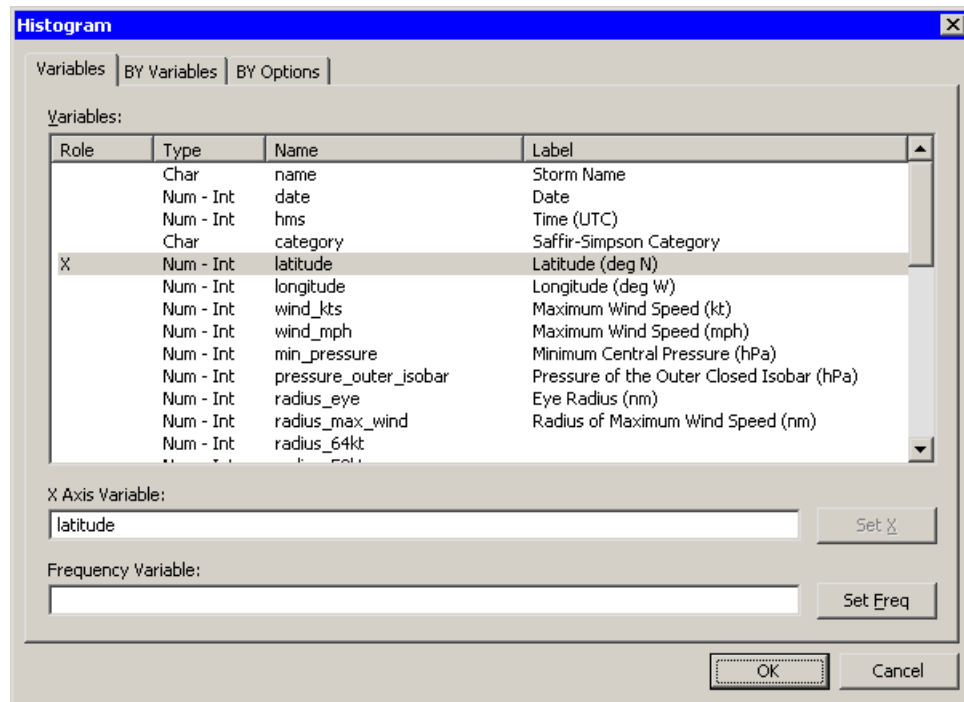 Histogram
Variables BY Variables BY Options
Variables:
Role Type Name Label
Char name Storm Name
Num - Int date Date
Num - Int hms Time (UTC)
Char category Saffir-Simpson Category
X Num - Int latitude Latitude (deg N)
Num - Int longitude Longitude (deg W)
Num - Int wind_kts Maximum Wind Speed (kt)
Num - Int wind_mph Maximum Wind Speed (mph)
Num - Int min_pressure Minimum Central Pressure (hPa)
Num - Int pressure_outer_isobar Pressure of the Outer Closed Isobar (hPa)
Num - Int radius_eye Eye Radius (nm)
Num - Int radius_max_wind Radius of Maximum Wind Speed (nm)
Num - Int radius_64kt
X Axis Variable:
latitude Set X
Frequency Variable:
Set Freq
OK Cancel